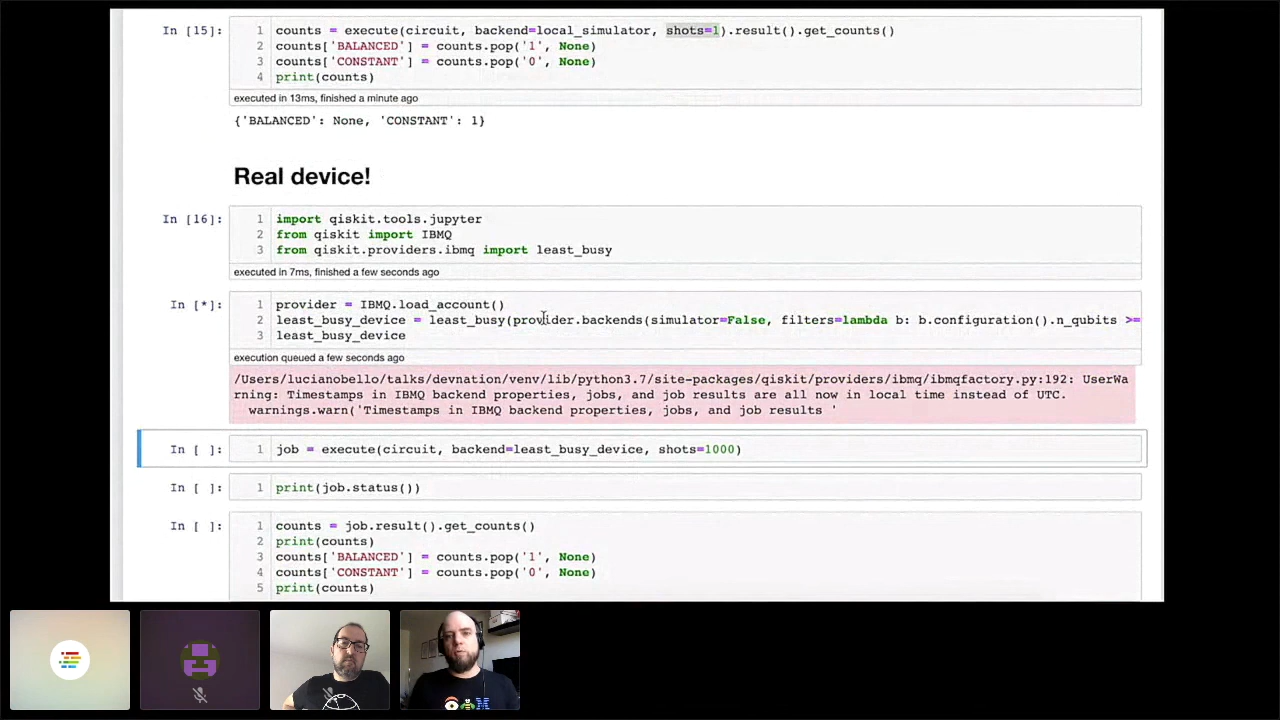 In [15]:
1 counts = execute(circuit, backend=local_simulator, shots=1).result().get_counts()
2 counts['BALANCED'] = counts.pop('1', None)
3 counts['CONSTANT'] = counts.pop('0', None)
4 print(counts)
executed in 13ms, finished a minute ago
{'BALANCED': None, 'CONSTANT': 1}
Real device!
In [16]:
1 import qiskit.tools.jupyter
2 from qiskit import IBMQ
3 from qiskit.providers.ibmq import least_busy
executed in 7ms, finished a few seconds ago
In [*]:
1 provider = IBMQ.load_account()
2 least_busy_device = least_busy(provider.backends(simulator=False, filters=lambda b: b.configuration().n_qubits >=
3 least_busy_device
execution queued a few seconds ago
/Users/lucianobello/talks/devnation/venv/lib/python3.7/site-packages/qiskit/providers/ibmq/ibmqfactory.py:192: UserWa
rning: Timestamps in IBMQ backend properties, jobs, and job results are all now in local time instead of UTC.
warnings.warn('Timestamps in IBMQ backend properties, jobs, and job results '
In [ ]:
1 job = execute(circuit, backend=least_busy_device, shots=1000)
In [ ]:
1 print(job.status())
In [ ]:
1 counts = job.result().get_counts()
2 print(counts)
3 counts['BALANCED'] = counts.pop('1', None)
4 counts['CONSTANT'] = counts.pop('0', None)
5 print(counts)